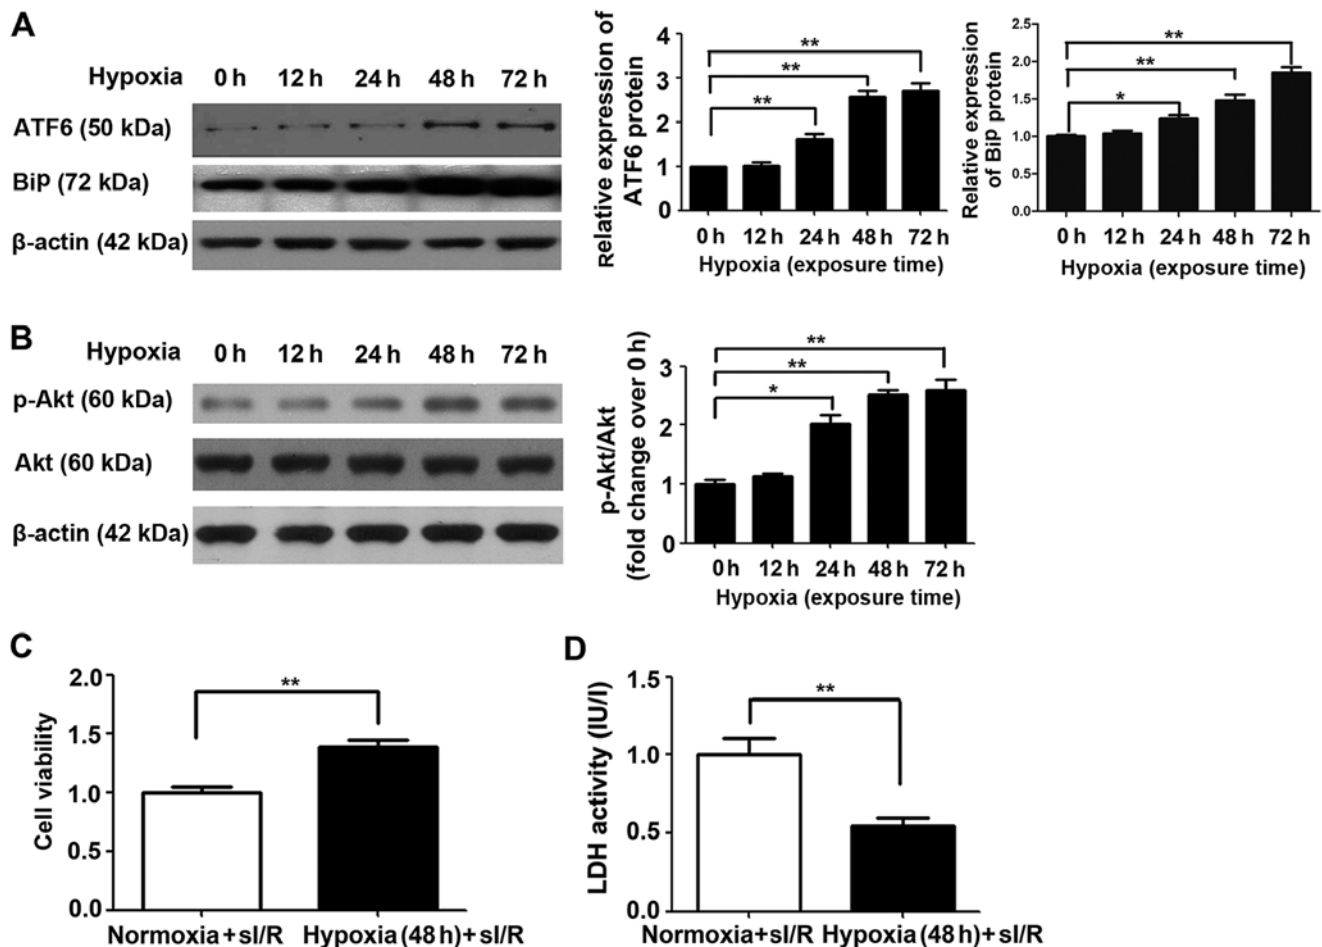 A
Hypoxia 0 h 12 h 24 h 48 h 72 h
ATF6 (50 kDa)
BiP (72 kDa)
β-actin (42 kDa)
Relative expression of
ATF6 protein
4
3
2
1
0
**
**
**
0 h 12 h 24 h 48 h 72 h
Hypoxia (exposure time)
Relative expression
of BiP protein
2.5
2.0
1.5
1.0
0.5
0.0
**
**
*
0 h 12 h 24 h 48 h 72 h
Hypoxia (exposure time)
B
Hypoxia 0 h 12 h 24 h 48 h 72 h
p-Akt (60 kDa)
Akt (60 kDa)
β-actin (42 kDa)
p-Akt/Akt
(fold change over 0 h)
3
2
1
0
**
**
*
0 h 12 h 24 h 48 h 72 h
Hypoxia (exposure time)
C
Cell viability
2.0
1.5
1.0
0.5
0.0
**
Normoxia+sI/R Hypoxia (48 h)+sI/R
D
LDH activity (IU/l)
1.5
1.0
0.5
0.0
**
Normoxia+sI/R Hypoxia (48 h)+sI/R